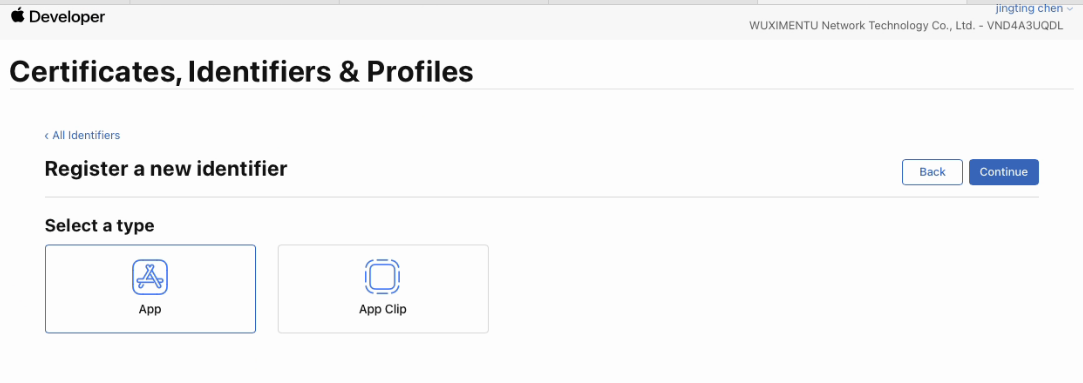 jingting chen
Developer
WUXIMENTU Network Technology Co., Ltd. - VND4A3UQDL
Certificates, Identifiers & Profiles
‹ All Identifiers
Register a new identifier
Back
Continue
Select a type
App
App Clip